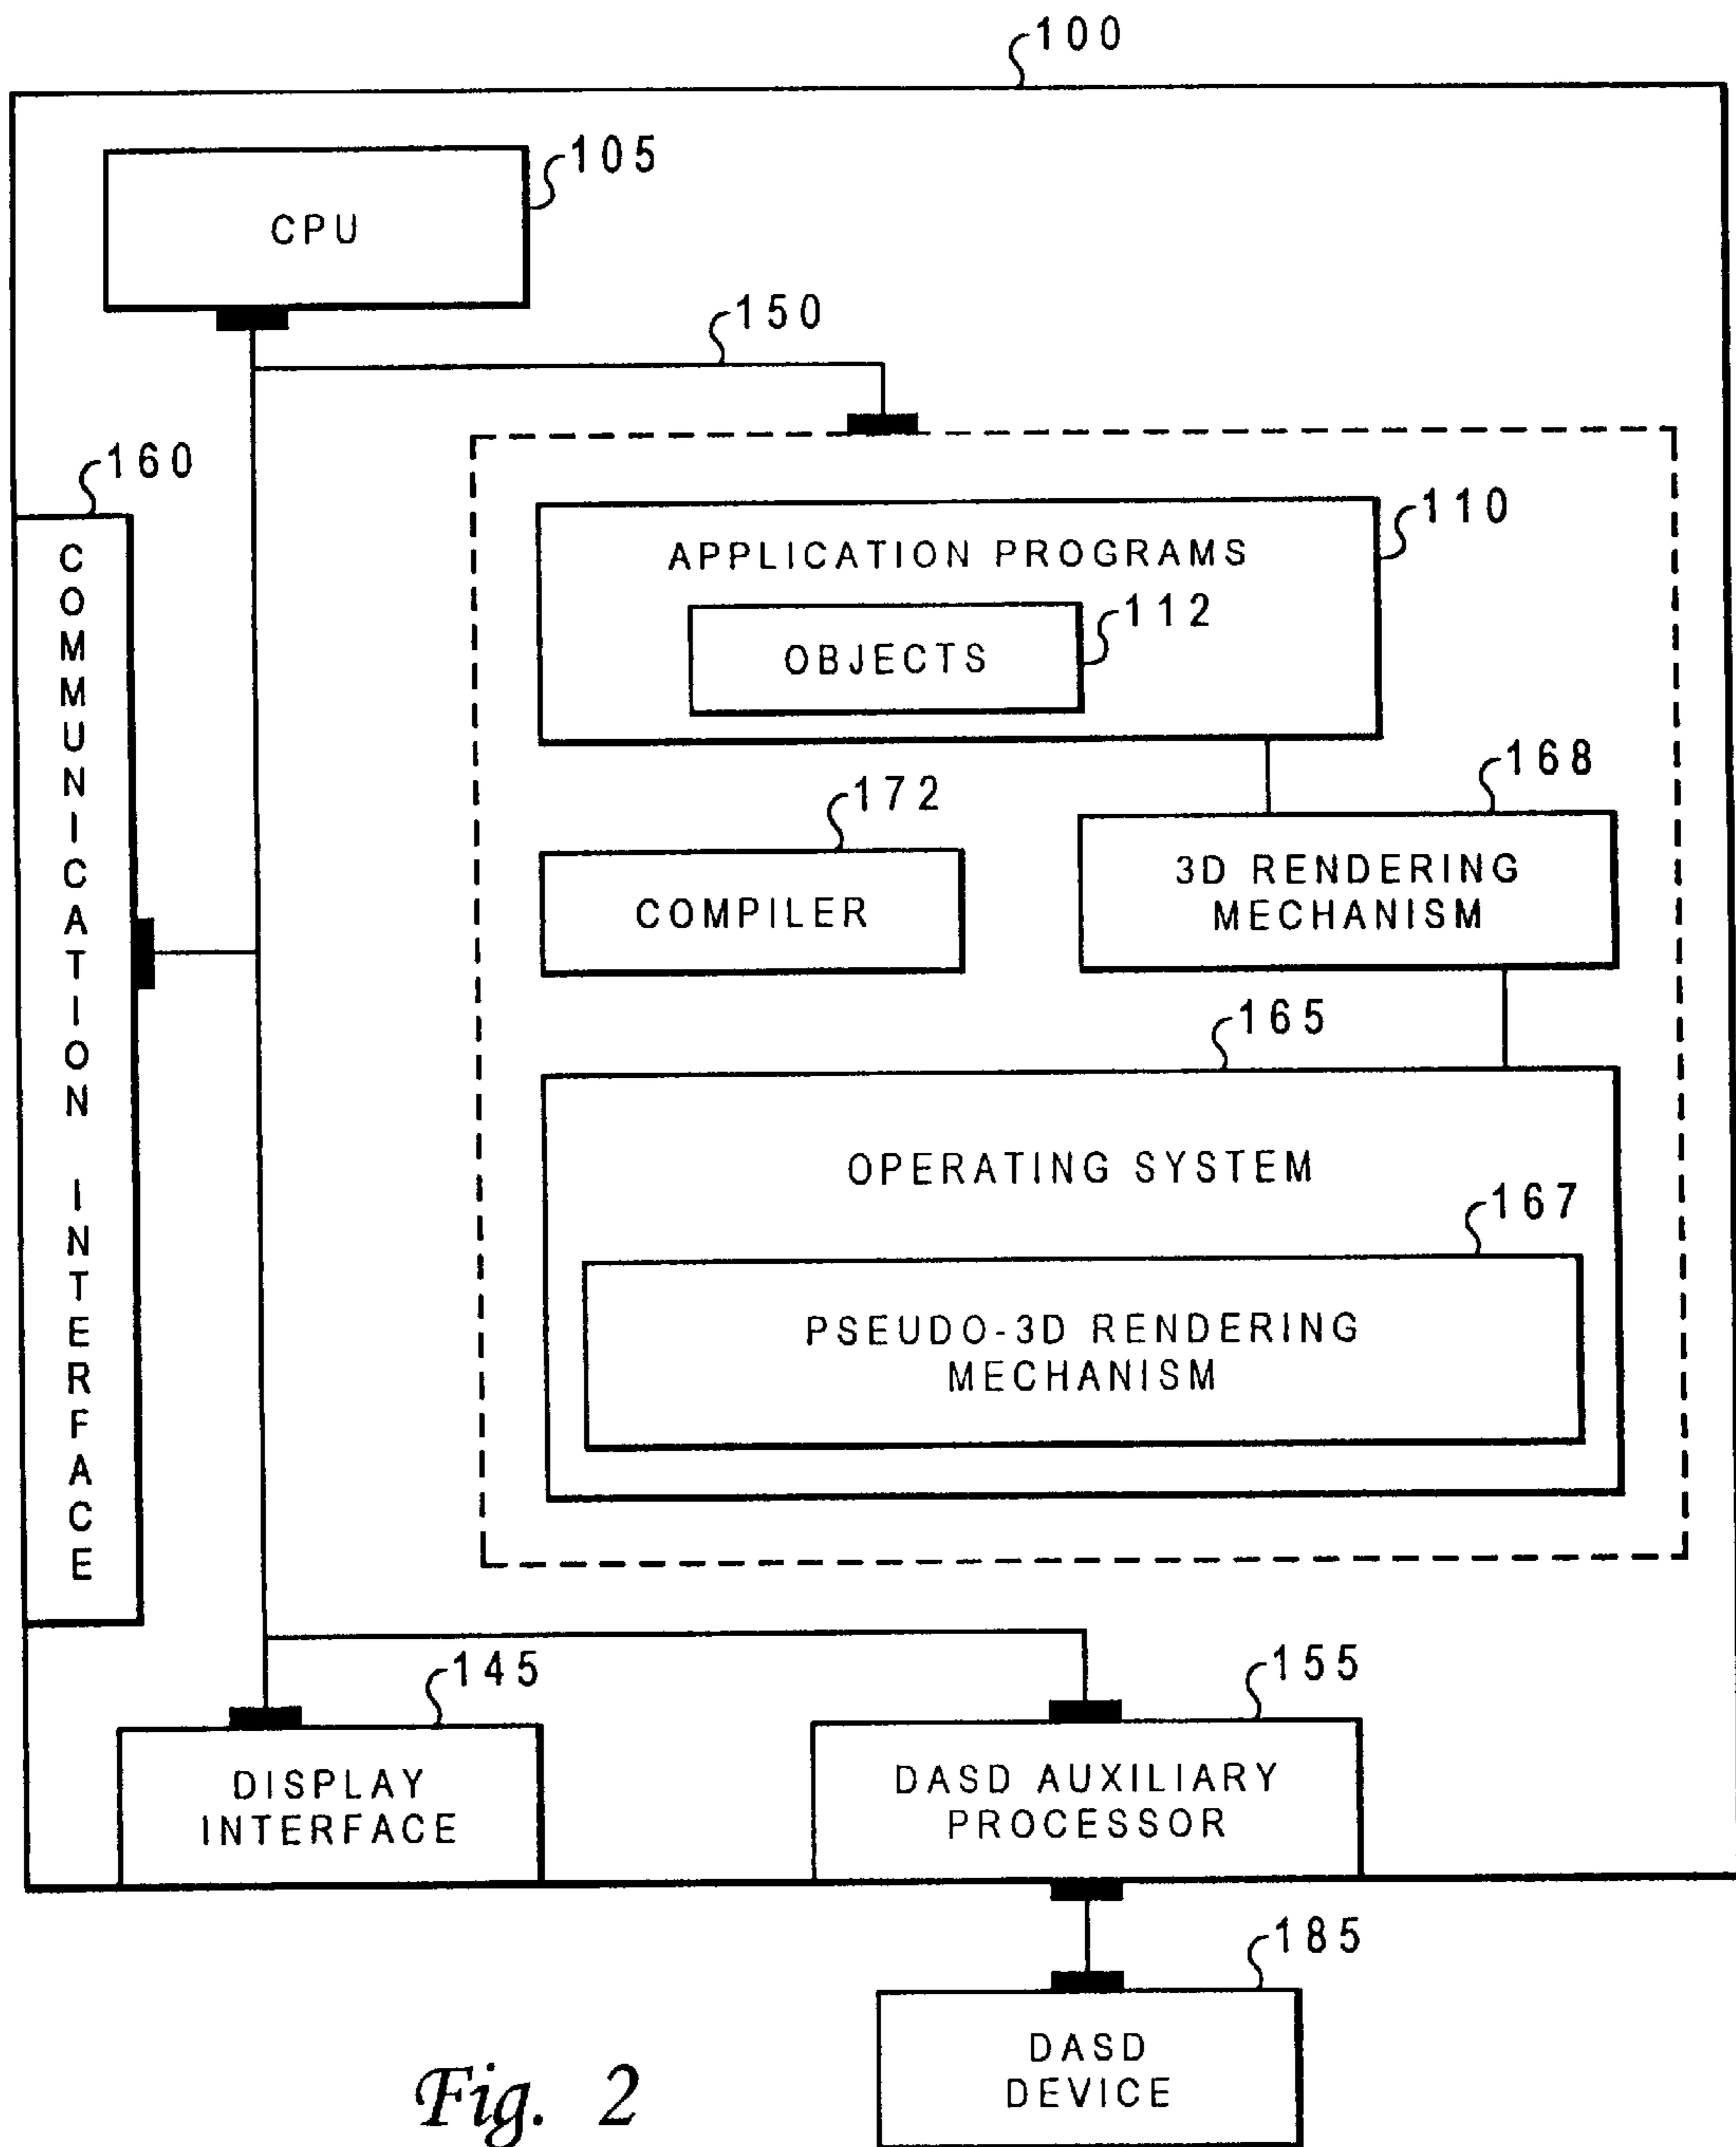 100
105
CPU
150
160
COMMUNICATION INTERFACE
110
APPLICATION PROGRAMS
112
OBJECTS
168
172
3D RENDERING
MECHANISM
COMPILER
165
OPERATING SYSTEM
167
PSEUDO-3D RENDERING
MECHANISM
145
155
DISPLAY
INTERFACE
DASD AUXILIARY
PROCESSOR
185
DASD
DEVICE
Fig. 2